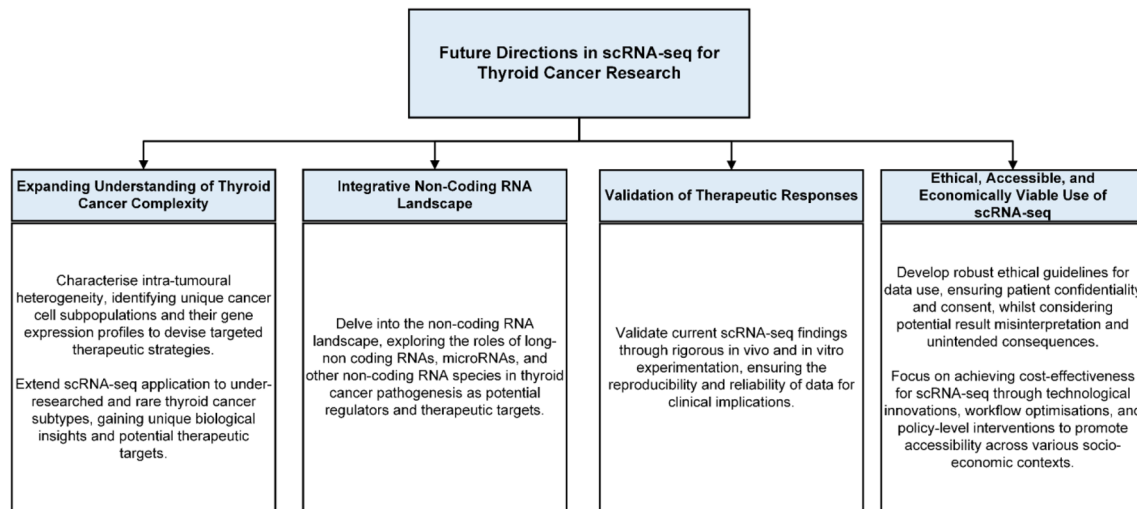 Future Directions in scRNA-seq for
Thyroid Cancer Research
Expanding Understanding of Thyroid
Cancer Complexity
Characterise intra-tumoural
heterogeneity, identifying unique cancer
cell subpopulations and their gene
expression profiles to devise targeted
therapeutic strategies.
Extend scRNA-seq application to under-
researched and rare thyroid cancer
subtypes, gaining unique biological
insights and potential therapeutic
targets.
Integrative Non-Coding RNA
Landscape
Delve into the non-coding RNA
landscape, exploring the roles of long-
non coding RNAs, microRNAs, and
other non-coding RNA species in thyroid
cancer pathogenesis as potential
regulators and therapeutic targets.
Validation of Therapeutic Responses
Validate current scRNA-seq findings
through rigorous in vivo and in vitro
experimentation, ensuring the
reproducibility and reliability of data for
clinical implications.
Ethical, Accessible, and
Economically Viable Use of
scRNA-seq
Develop robust ethical guidelines for
data use, ensuring patient confidentiality
and consent, whilst considering
potential result misinterpretation and
unintended consequences.
Focus on achieving cost-effectiveness
for scRNA-seq through technological
innovations, workflow optimisations, and
policy-level interventions to promote
accessibility across various socio-
economic contexts.